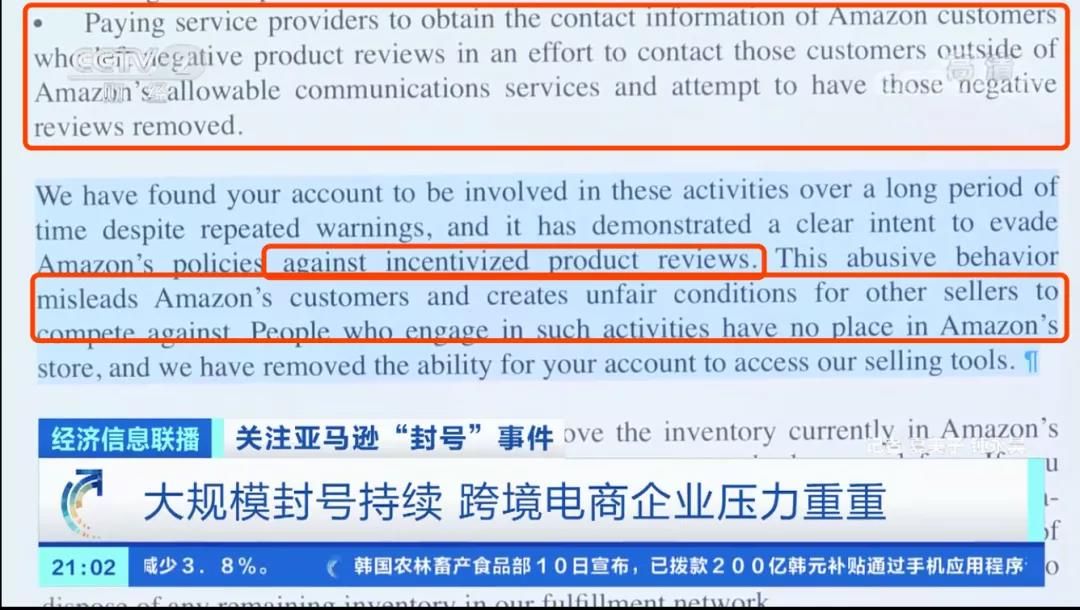 • Paying service providers to obtain the contact information of Amazon customers
who left negative product reviews in an effort to contact those customers outside of
Amazon's allowable communications services and attempt to have those negative
reviews removed.
CCTV 2
财经
高清
We have found your account to be involved in these activities over a long period of
time despite repeated warnings, and it has demonstrated a clear intent to evade
Amazon's policies against incentivized product reviews. This abusive behavior
misleads Amazon's customers and creates unfair conditions for other sellers to
compete against. People who engage in such activities have no place in Amazon's
store, and we have removed the ability for your account to access our selling tools. ¶
经济信息联播 关注亚马逊“封号”事件
ove the inventory currently in Amazon's
大规模封号持续 跨境电商企业压力重重
of
21:02 减少3.8%。 韩国农林畜产食品部10日宣布，已拨款200亿韩元补贴通过手机应用程序
dispose of any remaining inventory in our fulfillment network